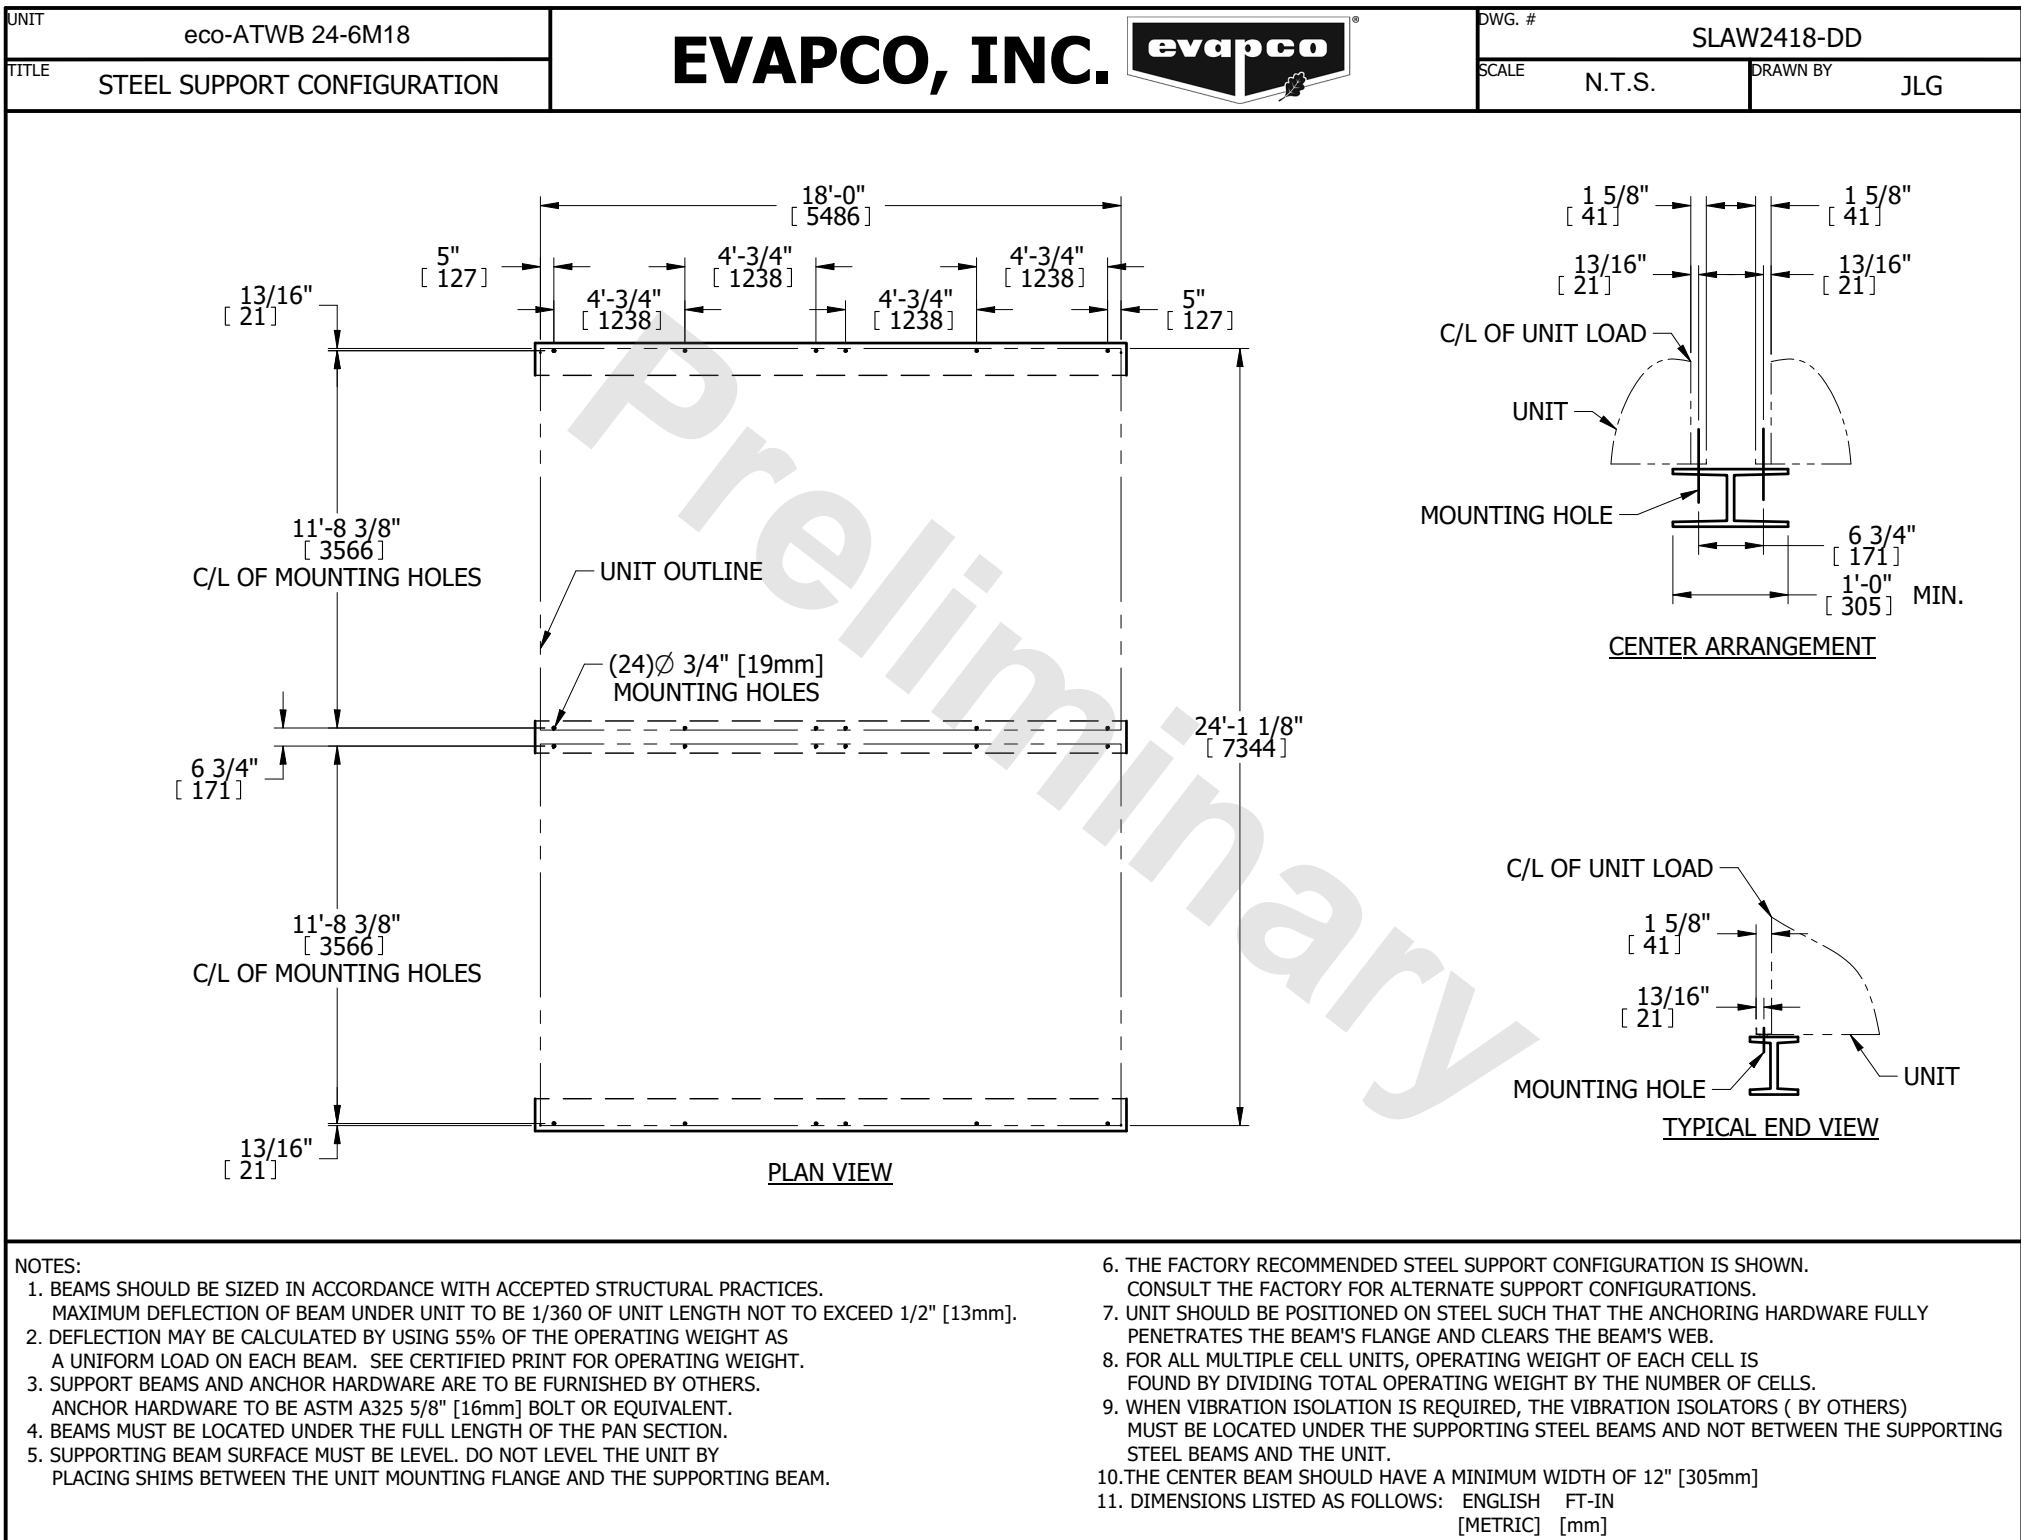 UNIT
eco-ATWB 24-6M18
TITLE
STEEL SUPPORT CONFIGURATION
EVAPCO, INC.
evapco
®
DWG. #
SLAW2418-DD
SCALE
N.T.S.
DRAWN BY
JLG
18'-0"
[ 5486 ]
5"
[ 127 ]
4'-3/4"
[ 1238 ]
4'-3/4"
[ 1238 ]
13/16"
[ 21 ]
4'-3/4"
[ 1238 ]
4'-3/4"
[ 1238 ]
5"
[ 127 ]
11'-8 3/8"
[ 3566 ]
C/L OF MOUNTING HOLES
UNIT OUTLINE
(24)∅ 3/4" [19mm]
MOUNTING HOLES
6 3/4"
[ 171 ]
24'-1 1/8"
[ 7344 ]
11'-8 3/8"
[ 3566 ]
C/L OF MOUNTING HOLES
13/16"
[ 21 ]
PLAN VIEW
Preliminary
1 5/8"
[ 41 ]
1 5/8"
[ 41 ]
13/16"
[ 21 ]
13/16"
[ 21 ]
C/L OF UNIT LOAD
UNIT
MOUNTING HOLE
6 3/4"
[ 171 ]
1'-0"
[ 305 ]
MIN.
CENTER ARRANGEMENT
C/L OF UNIT LOAD
1 5/8"
[ 41 ]
13/16"
[ 21 ]
MOUNTING HOLE
UNIT
TYPICAL END VIEW
NOTES:
1. BEAMS SHOULD BE SIZED IN ACCORDANCE WITH ACCEPTED STRUCTURAL PRACTICES.
MAXIMUM DEFLECTION OF BEAM UNDER UNIT TO BE 1/360 OF UNIT LENGTH NOT TO EXCEED 1/2" [13mm].
2. DEFLECTION MAY BE CALCULATED BY USING 55% OF THE OPERATING WEIGHT AS
A UNIFORM LOAD ON EACH BEAM. SEE CERTIFIED PRINT FOR OPERATING WEIGHT.
3. SUPPORT BEAMS AND ANCHOR HARDWARE ARE TO BE FURNISHED BY OTHERS.
ANCHOR HARDWARE TO BE ASTM A325 5/8" [16mm] BOLT OR EQUIVALENT.
4. BEAMS MUST BE LOCATED UNDER THE FULL LENGTH OF THE PAN SECTION.
5. SUPPORTING BEAM SURFACE MUST BE LEVEL. DO NOT LEVEL THE UNIT BY
PLACING SHIMS BETWEEN THE UNIT MOUNTING FLANGE AND THE SUPPORTING BEAM.
6. THE FACTORY RECOMMENDED STEEL SUPPORT CONFIGURATION IS SHOWN.
CONSULT THE FACTORY FOR ALTERNATE SUPPORT CONFIGURATIONS.
7. UNIT SHOULD BE POSITIONED ON STEEL SUCH THAT THE ANCHORING HARDWARE FULLY
PENETRATES THE BEAM'S FLANGE AND CLEARS THE BEAM'S WEB.
8. FOR ALL MULTIPLE CELL UNITS, OPERATING WEIGHT OF EACH CELL IS
FOUND BY DIVIDING TOTAL OPERATING WEIGHT BY THE NUMBER OF CELLS.
9. WHEN VIBRATION ISOLATION IS REQUIRED, THE VIBRATION ISOLATORS ( BY OTHERS)
MUST BE LOCATED UNDER THE SUPPORTING STEEL BEAMS AND NOT BETWEEN THE SUPPORTING
STEEL BEAMS AND THE UNIT.
10.THE CENTER BEAM SHOULD HAVE A MINIMUM WIDTH OF 12" [305mm]
11. DIMENSIONS LISTED AS FOLLOWS: ENGLISH FT-IN
[METRIC] [mm]